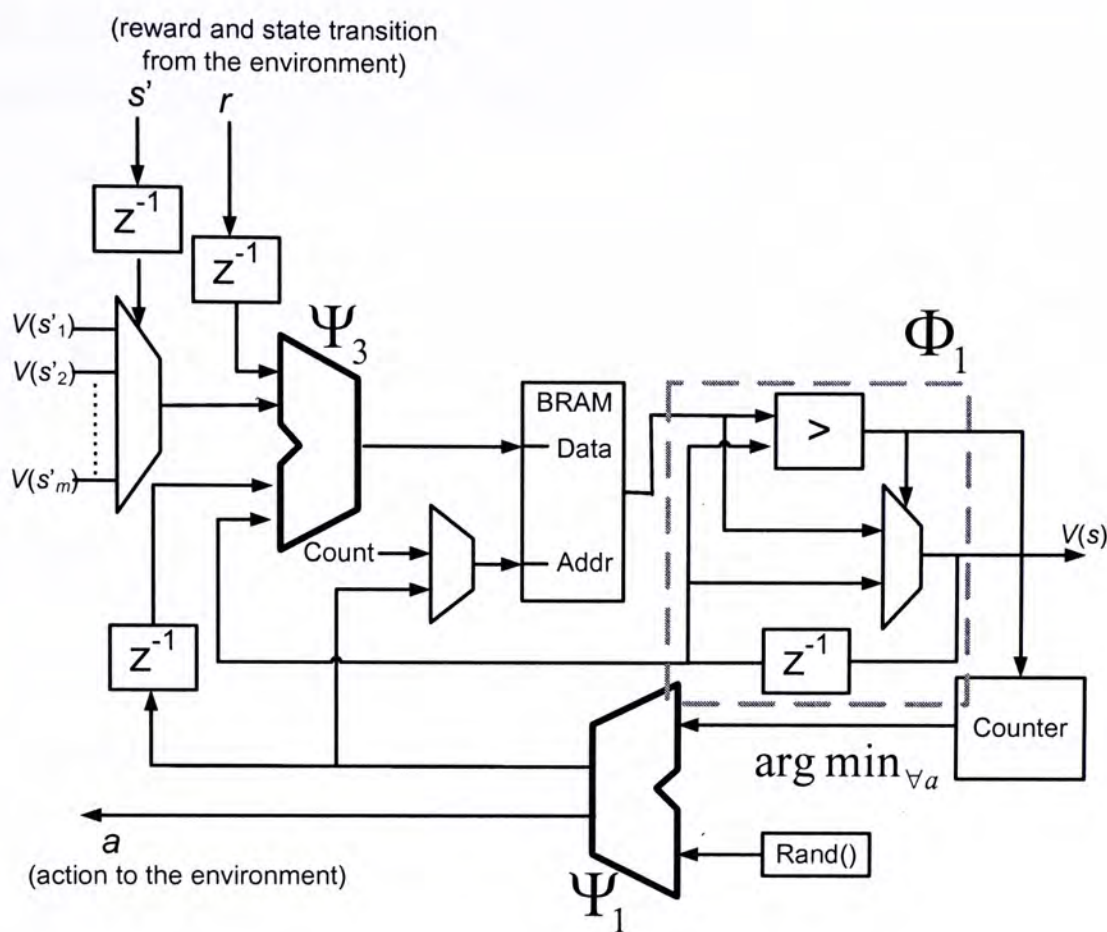 (reward and state transition
from the environment)
s'
r
z⁻¹
z⁻¹
V(s'₁)
V(s'₂)
V(s'ₘ)
Ψ₃
BRAM
Data
Addr
Count
Φ₁
>
V(s)
z⁻¹
z⁻¹
Counter
arg min∀a
a
(action to the environment)
Rand()
Ψ₁